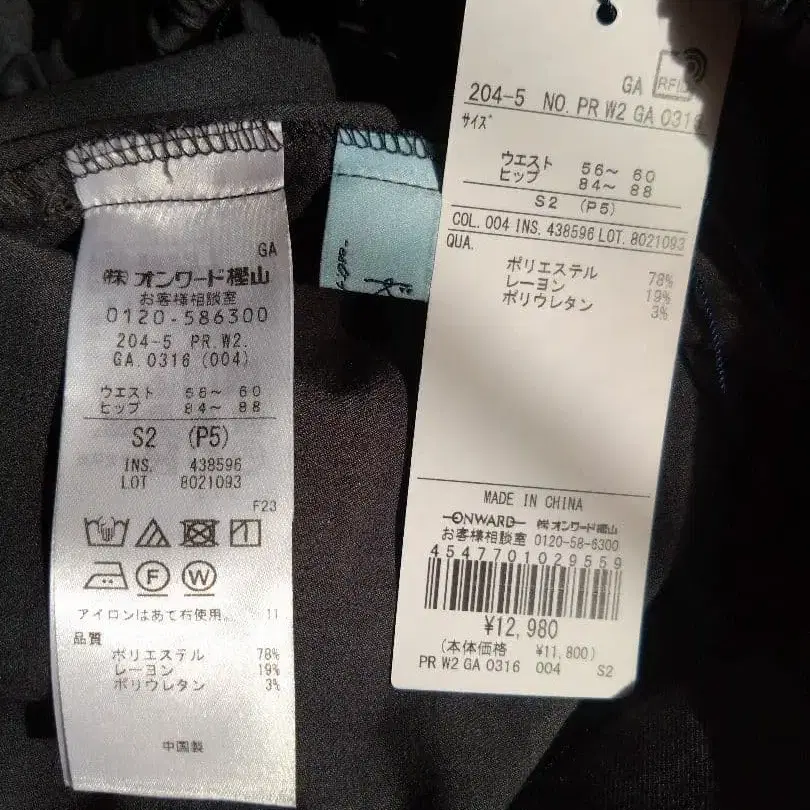 GA
㈱オンワード樫山
お客様相談室
0120-586300
204-5 PR.W2.
GA.0316 (004)
ウエスト 56～ 60
ヒップ 84～ 88
S2 (P5)
INS. 438596
LOT 8021093
F23
F W
アイロンはあて布使用。 11
品質
ポリエステル 78%
レーヨン 19%
ポリウレタン 3%
中国製
GA RFID
204-5 NO. PR W2 GA 0316
サイズ
ウエスト 56～ 60
ヒップ 84～ 88
S2 (P5)
COL. 004 INS. 438596 LOT. 8021093
QUA.
ポリエステル 78%
レーヨン 19%
ポリウレタン 3%
MADE IN CHINA
ONWARD ㈱オンワード樫山
お客様相談室 0120-58-6300
4547701029559
¥12,980
(本体価格 ¥11,800)
PR W2 GA 0316 004 S2